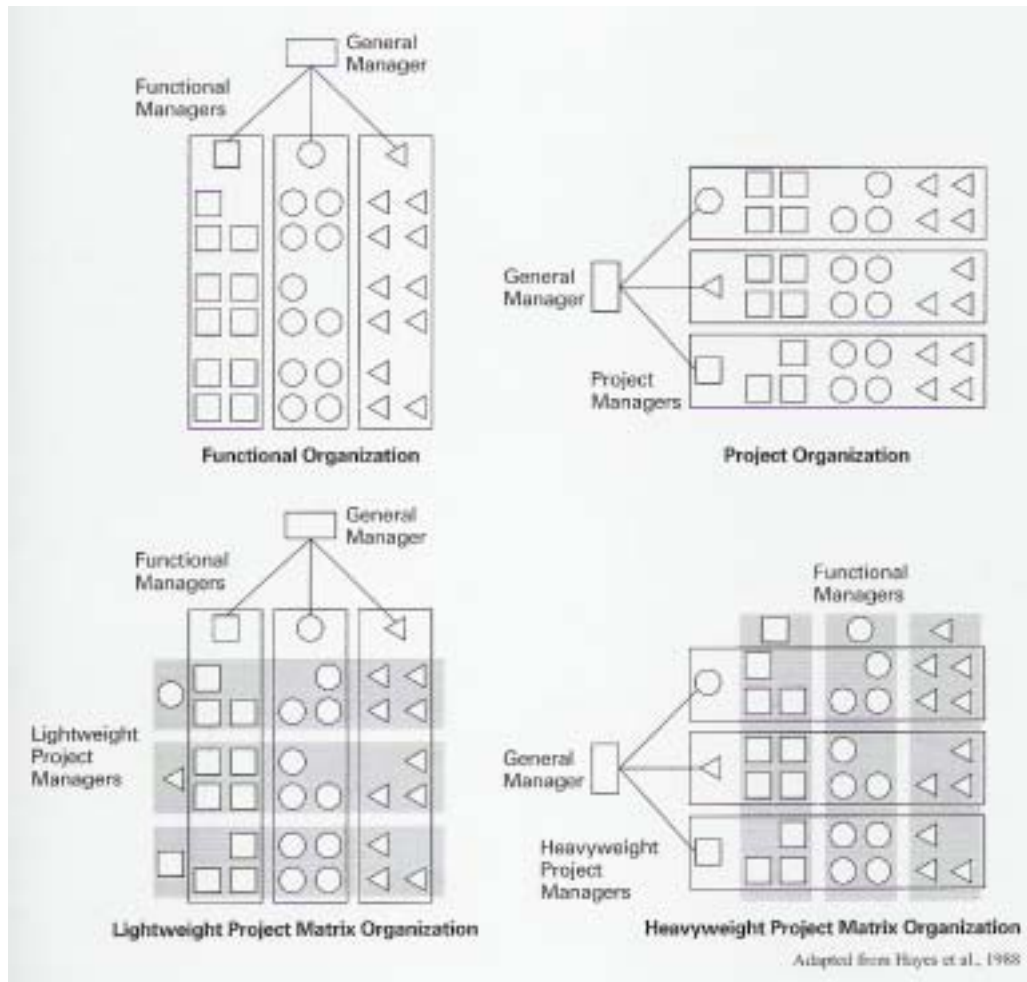 General
Manager
Functional
Managers
Functional Organization
General
Manager
Project
Managers
Project Organization
General
Manager
Functional
Managers
Lightweight
Project
Managers
Lightweight Project Matrix Organization
Functional
Managers
General
Manager
Heavyweight
Project
Managers
Heavyweight Project Matrix Organization
Adapted from Hayes et al., 1988